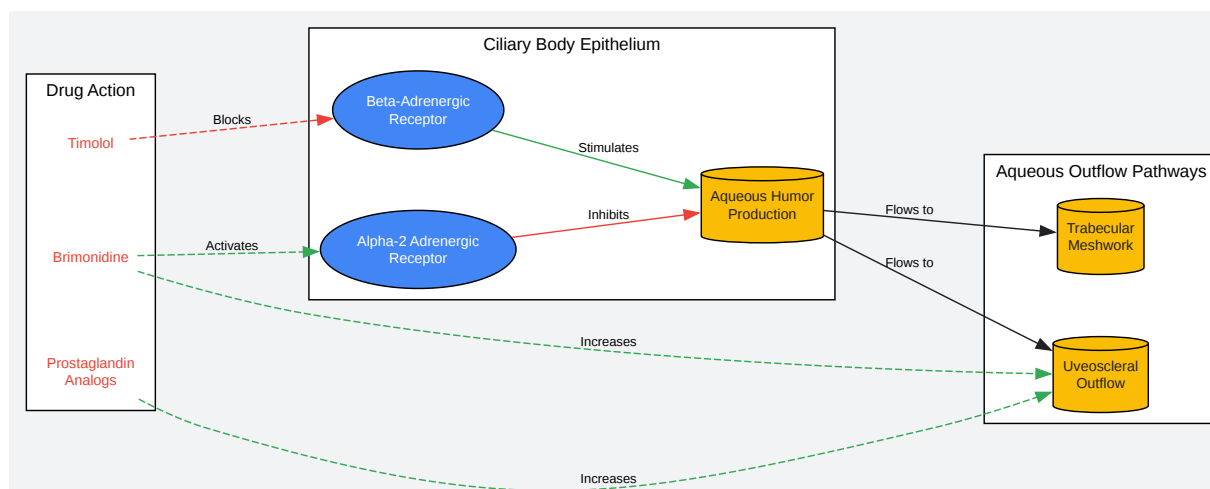 Ciliary Body Epithelium
Drug Action
Beta-Adrenergic
Receptor
Blocks
Timolol
Stimulates
Aqueous Outflow Pathways
Aqueous Humor
Production
Flows to
Trabecular
Meshwork
Inhibits
Alpha-2 Adrenergic
Receptor
Activates
Brimonidine
Flows to
Increases
Prostaglandin
Analogs
Uveoscleral
Outflow
Increases